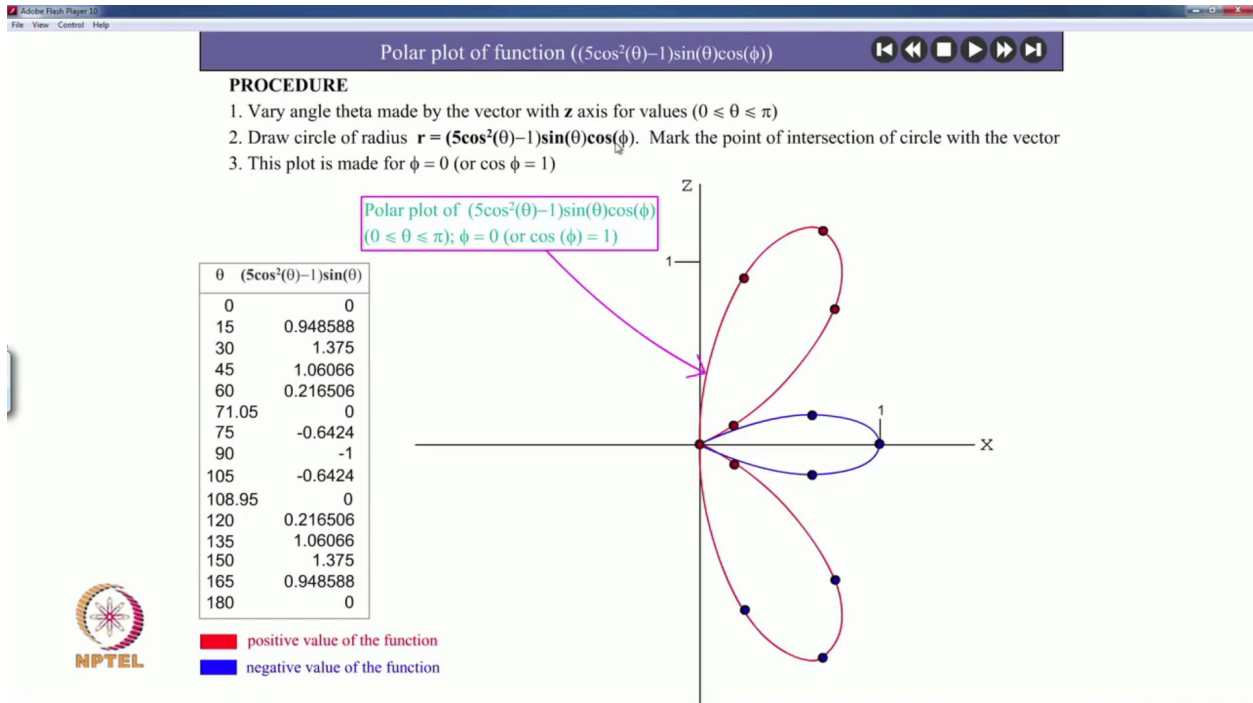 Adobe Flash Player 10
File View Control Help
Polar plot of function ((5cos²(θ)−1)sin(θ)cos(ϕ))
PROCEDURE
1. Vary angle theta made by the vector with z axis for values (0 ⩽ θ ⩽ π)
2. Draw circle of radius r = (5cos²(θ)−1)sin(θ)cos(ϕ). Mark the point of intersection of circle with the vector
3. This plot is made for ϕ = 0 (or cos ϕ = 1)
Polar plot of (5cos²(θ)−1)sin(θ)cos(ϕ)
(0 ⩽ θ ⩽ π); ϕ = 0 (or cos (ϕ) = 1)
Z
1
1
X
θ (5cos²(θ)−1)sin(θ)
0 0
15 0.948588
30 1.375
45 1.06066
60 0.216506
71.05 0
75 -0.6424
90 -1
105 -0.6424
108.95 0
120 0.216506
135 1.06066
150 1.375
165 0.948588
180 0
positive value of the function
negative value of the function
NPTEL